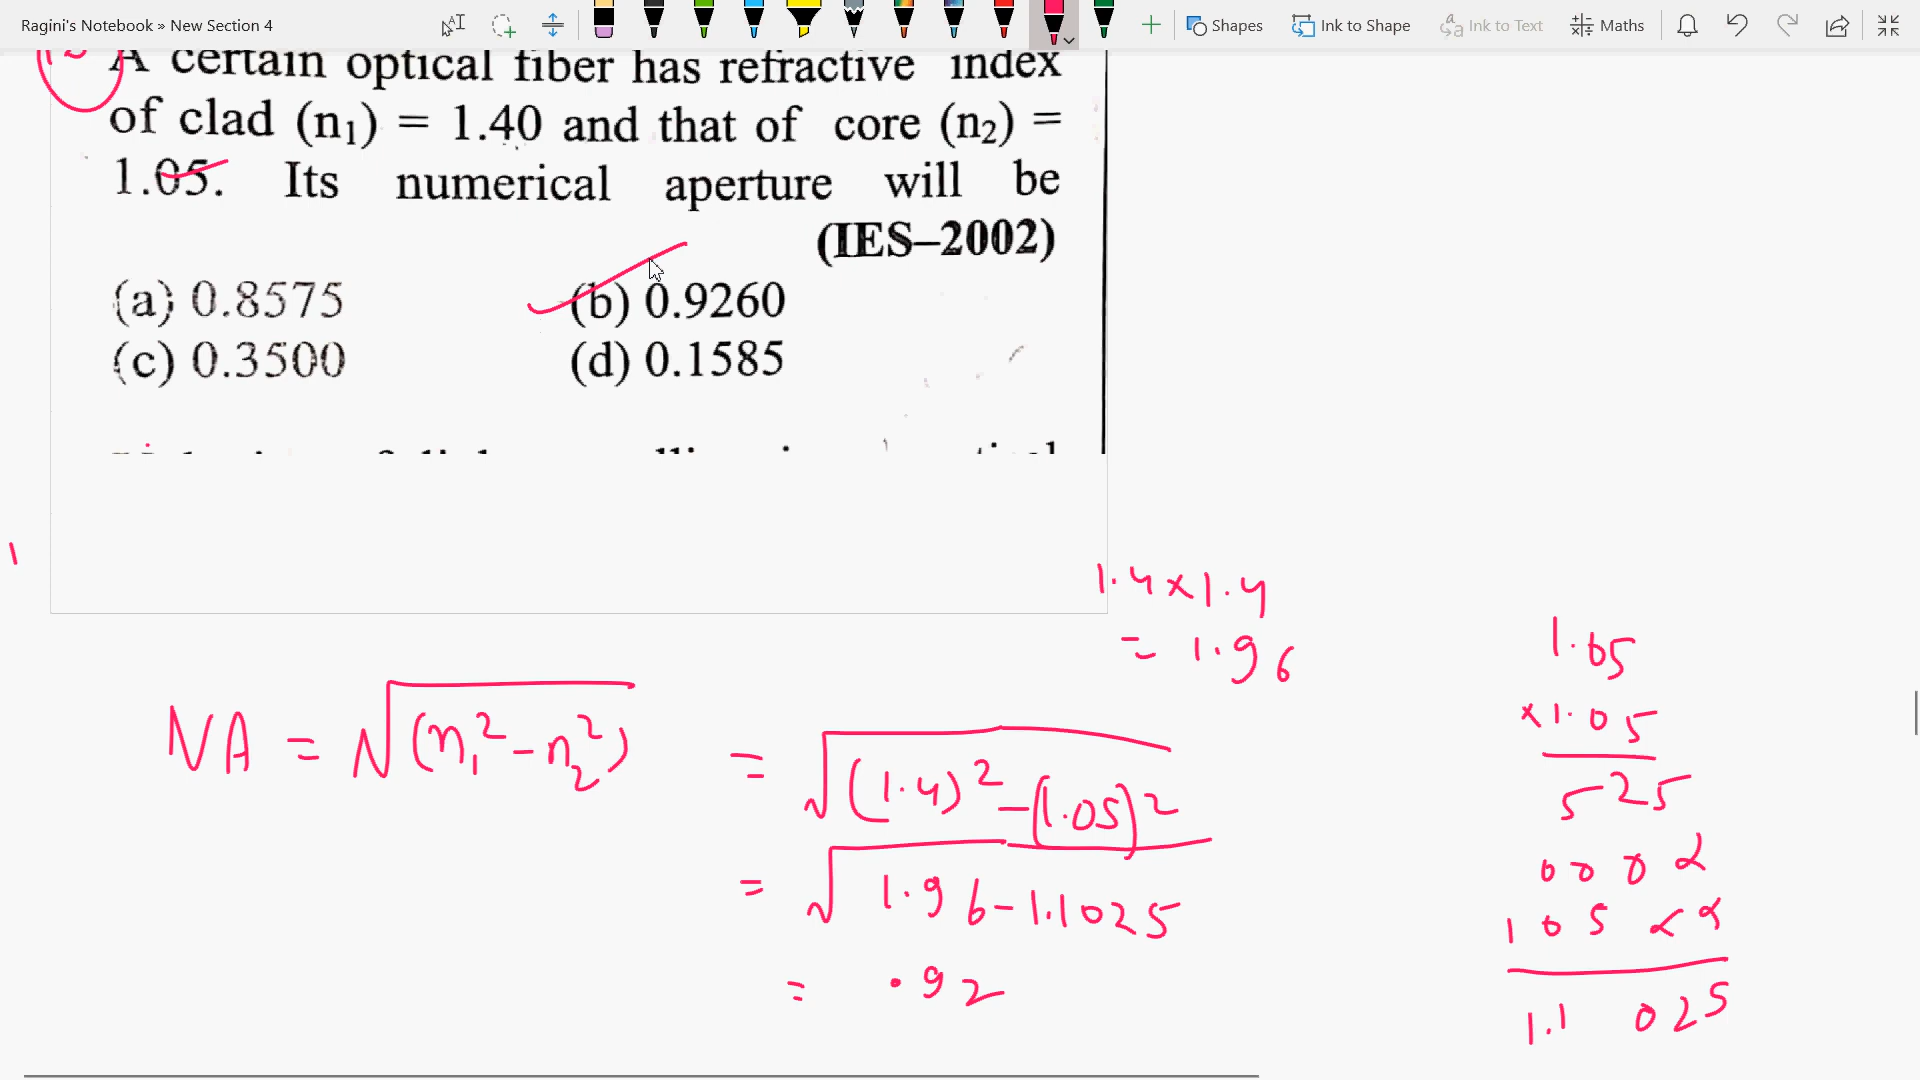 Ragini's Notebook » New Section 4
Shapes Ink to Shape Ink to Text Maths
A certain optical fiber has refractive index
of clad (n₁) = 1.40 and that of core (n₂) =
1.05. Its numerical aperture will be
(IES–2002)
(a) 0.8575 (b) 0.9260
(c) 0.3500 (d) 0.1585
1.4 x 1.4
= 1.96
NA = √(n₁² - n₂²) = √(1.4)² - (1.05)²
= √1.96 - 1.1025
= .92
1.05
x 1.05
525
000x
105xx
1.1025